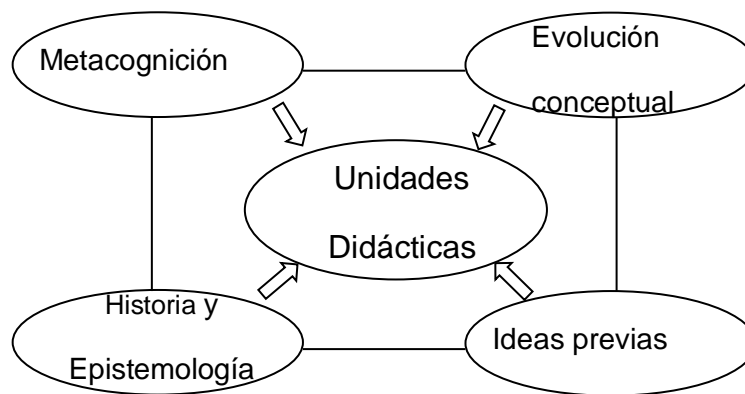 Metacognición
Evolución
conceptual
Unidades
Didácticas
Historia y
Epistemología
Ideas previas